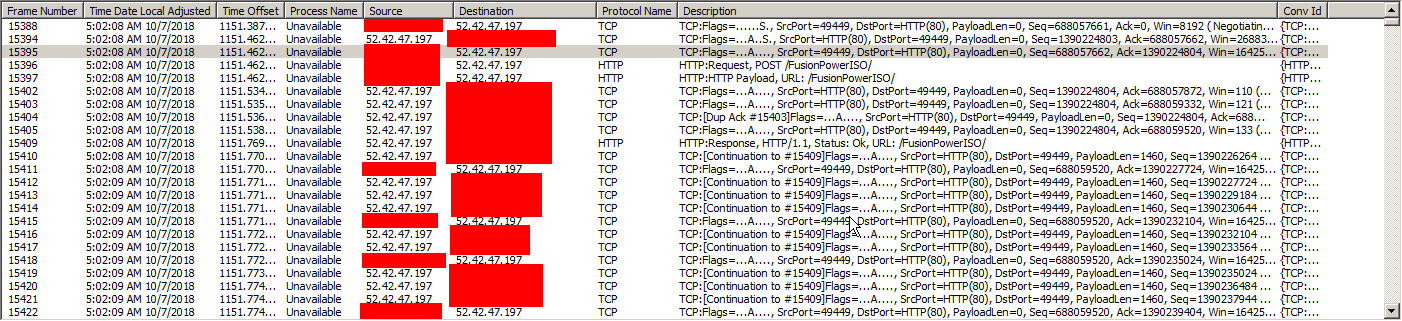 Frame Number Time Date Local Adjusted Time Offset Process Name Source Destination Protocol Name Description Conv Id
15388 5:02:08 AM 10/7/2018 1151.387... Unavailable 52.42.47.197 TCP TCP:Flags=......S., SrcPort=49449, DstPort=HTTP(80), PayloadLen=0, Seq=688057661, Ack=0, Win=8192 ( Negotiatin... {TCP:...
15394 5:02:08 AM 10/7/2018 1151.462... Unavailable 52.42.47.197 TCP TCP:Flags=...A..S., SrcPort=HTTP(80), DstPort=49449, PayloadLen=0, Seq=1390224803, Ack=688057662, Win=26883... {TCP:...
15395 5:02:08 AM 10/7/2018 1151.462... Unavailable 52.42.47.197 TCP TCP:Flags=...A...., SrcPort=49449, DstPort=HTTP(80), PayloadLen=0, Seq=688057662, Ack=1390224804, Win=16425... {TCP:...
15396 5:02:08 AM 10/7/2018 1151.462... Unavailable 52.42.47.197 HTTP HTTP:Request, POST /FusionPowerISO/ {HTTP...
15397 5:02:08 AM 10/7/2018 1151.462... Unavailable 52.42.47.197 HTTP HTTP:HTTP Payload, URL: /FusionPowerISO/ {HTTP...
15402 5:02:08 AM 10/7/2018 1151.534... Unavailable 52.42.47.197 TCP TCP:Flags=...A...., SrcPort=HTTP(80), DstPort=49449, PayloadLen=0, Seq=1390224804, Ack=688057872, Win=110 (... {TCP:...
15403 5:02:08 AM 10/7/2018 1151.535... Unavailable 52.42.47.197 TCP TCP:Flags=...A...., SrcPort=HTTP(80), DstPort=49449, PayloadLen=0, Seq=1390224804, Ack=688059332, Win=121 (... {TCP:...
15404 5:02:08 AM 10/7/2018 1151.536... Unavailable 52.42.47.197 TCP TCP:[Dup Ack #15403]Flags=...A...., SrcPort=HTTP(80), DstPort=49449, PayloadLen=0, Seq=1390224804, Ack=688... {TCP:...
15405 5:02:08 AM 10/7/2018 1151.538... Unavailable 52.42.47.197 TCP TCP:Flags=...A...., SrcPort=HTTP(80), DstPort=49449, PayloadLen=0, Seq=1390224804, Ack=688059520, Win=133 (... {TCP:...
15409 5:02:08 AM 10/7/2018 1151.769... Unavailable 52.42.47.197 HTTP HTTP:Response, HTTP/1.1, Status: Ok, URL: /FusionPowerISO/ {HTTP...
15410 5:02:08 AM 10/7/2018 1151.770... Unavailable 52.42.47.197 TCP TCP:[Continuation to #15409]Flags=...A...., SrcPort=HTTP(80), DstPort=49449, PayloadLen=1460, Seq=1390226264 ... {TCP:...
15411 5:02:08 AM 10/7/2018 1151.770... Unavailable 52.42.47.197 TCP TCP:Flags=...A...., SrcPort=49449, DstPort=HTTP(80), PayloadLen=0, Seq=688059520, Ack=1390227724, Win=16425... {TCP:...
15412 5:02:09 AM 10/7/2018 1151.771... Unavailable 52.42.47.197 TCP TCP:[Continuation to #15409]Flags=...A...., SrcPort=HTTP(80), DstPort=49449, PayloadLen=1460, Seq=1390227724 ... {TCP:...
15413 5:02:09 AM 10/7/2018 1151.771... Unavailable 52.42.47.197 TCP TCP:[Continuation to #15409]Flags=...A...., SrcPort=HTTP(80), DstPort=49449, PayloadLen=1460, Seq=1390229184 ... {TCP:...
15414 5:02:09 AM 10/7/2018 1151.771... Unavailable 52.42.47.197 TCP TCP:[Continuation to #15409]Flags=...A...., SrcPort=HTTP(80), DstPort=49449, PayloadLen=1460, Seq=1390230644 ... {TCP:...
15415 5:02:09 AM 10/7/2018 1151.771... Unavailable 52.42.47.197 TCP TCP:Flags=...A...., SrcPort=49449, DstPort=HTTP(80), PayloadLen=0, Seq=688059520, Ack=1390232104, Win=16425... {TCP:...
15416 5:02:09 AM 10/7/2018 1151.772... Unavailable 52.42.47.197 TCP TCP:[Continuation to #15409]Flags=...A...., SrcPort=HTTP(80), DstPort=49449, PayloadLen=1460, Seq=1390232104 ... {TCP:...
15417 5:02:09 AM 10/7/2018 1151.772... Unavailable 52.42.47.197 TCP TCP:[Continuation to #15409]Flags=...A...., SrcPort=HTTP(80), DstPort=49449, PayloadLen=1460, Seq=1390233564 ... {TCP:...
15418 5:02:09 AM 10/7/2018 1151.772... Unavailable 52.42.47.197 TCP TCP:Flags=...A...., SrcPort=49449, DstPort=HTTP(80), PayloadLen=0, Seq=688059520, Ack=1390235024, Win=16425... {TCP:...
15419 5:02:09 AM 10/7/2018 1151.773... Unavailable 52.42.47.197 TCP TCP:[Continuation to #15409]Flags=...A...., SrcPort=HTTP(80), DstPort=49449, PayloadLen=1460, Seq=1390235024 ... {TCP:...
15420 5:02:09 AM 10/7/2018 1151.774... Unavailable 52.42.47.197 TCP TCP:[Continuation to #15409]Flags=...A...., SrcPort=HTTP(80), DstPort=49449, PayloadLen=1460, Seq=1390236484 ... {TCP:...
15421 5:02:09 AM 10/7/2018 1151.774... Unavailable 52.42.47.197 TCP TCP:[Continuation to #15409]Flags=...A...., SrcPort=HTTP(80), DstPort=49449, PayloadLen=1460, Seq=1390237944 ... {TCP:...
15422 5:02:09 AM 10/7/2018 1151.774... Unavailable 52.42.47.197 TCP TCP:Flags=...A...., SrcPort=49449, DstPort=HTTP(80), PayloadLen=0, Seq=688059520, Ack=1390239404, Win=16425... {TCP:...